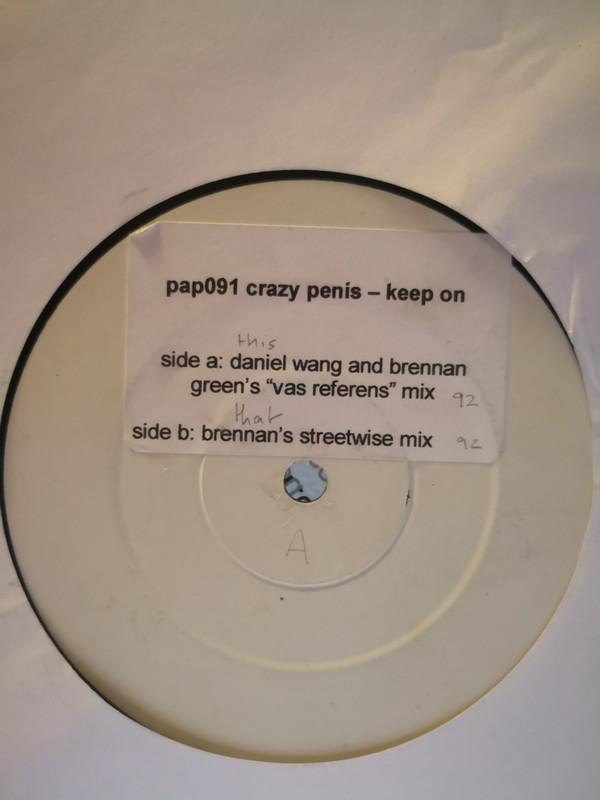 pap091 crazy penis – keep on
this
side a: daniel wang and brennan
green's "vas referens" mix 92
that
side b: brennan's streetwise mix 92
A